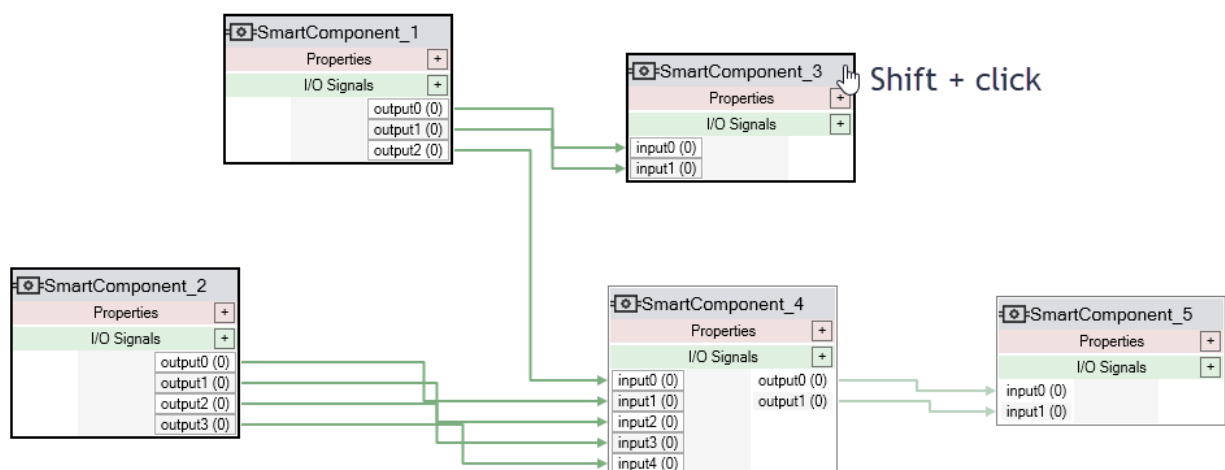 SmartComponent_1
Properties +
I/O Signals +
output0 (0)
output1 (0)
output2 (0)
SmartComponent_3
Properties +
I/O Signals +
input0 (0)
input1 (0)
Shift + click
SmartComponent_2
Properties +
I/O Signals +
output0 (0)
output1 (0)
output2 (0)
output3 (0)
SmartComponent_4
Properties +
I/O Signals +
input0 (0) output0 (0)
input1 (0) output1 (0)
input2 (0)
input3 (0)
input4 (0)
SmartComponent_5
Properties +
I/O Signals +
input0 (0)
input1 (0)